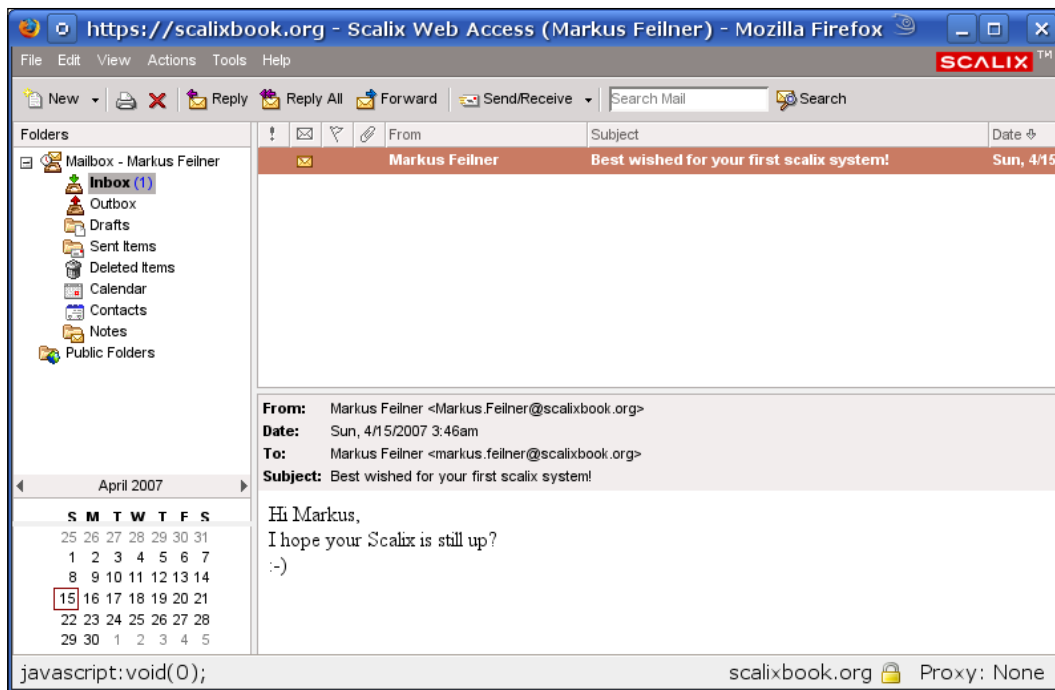 https://scalixbook.org - Scalix Web Access (Markus Feilner) - Mozilla Firefox
File Edit View Actions Tools Help
SCALIX TM
New Reply Reply All Forward Send/Receive Search Mail Search
Folders
! From Subject Date
Mailbox - Markus Feilner
Markus Feilner Best wished for your first scalix system! Sun, 4/15
Inbox (1)
Outbox
Drafts
Sent Items
Deleted Items
Calendar
Contacts
Notes
Public Folders
From: Markus Feilner <Markus.Feilner@scalixbook.org>
Date: Sun, 4/15/2007 3:46am
To: Markus Feilner <markus.feilner@scalixbook.org>
Subject: Best wished for your first scalix system!
Hi Markus,
I hope your Scalix is still up?
:-)
April 2007
S M T W T F S
25 26 27 28 29 30 31
1 2 3 4 5 6 7
8 9 10 11 12 13 14
15 16 17 18 19 20 21
22 23 24 25 26 27 28
29 30 1 2 3 4 5
javascript:void(0);
scalixbook.org Proxy: None